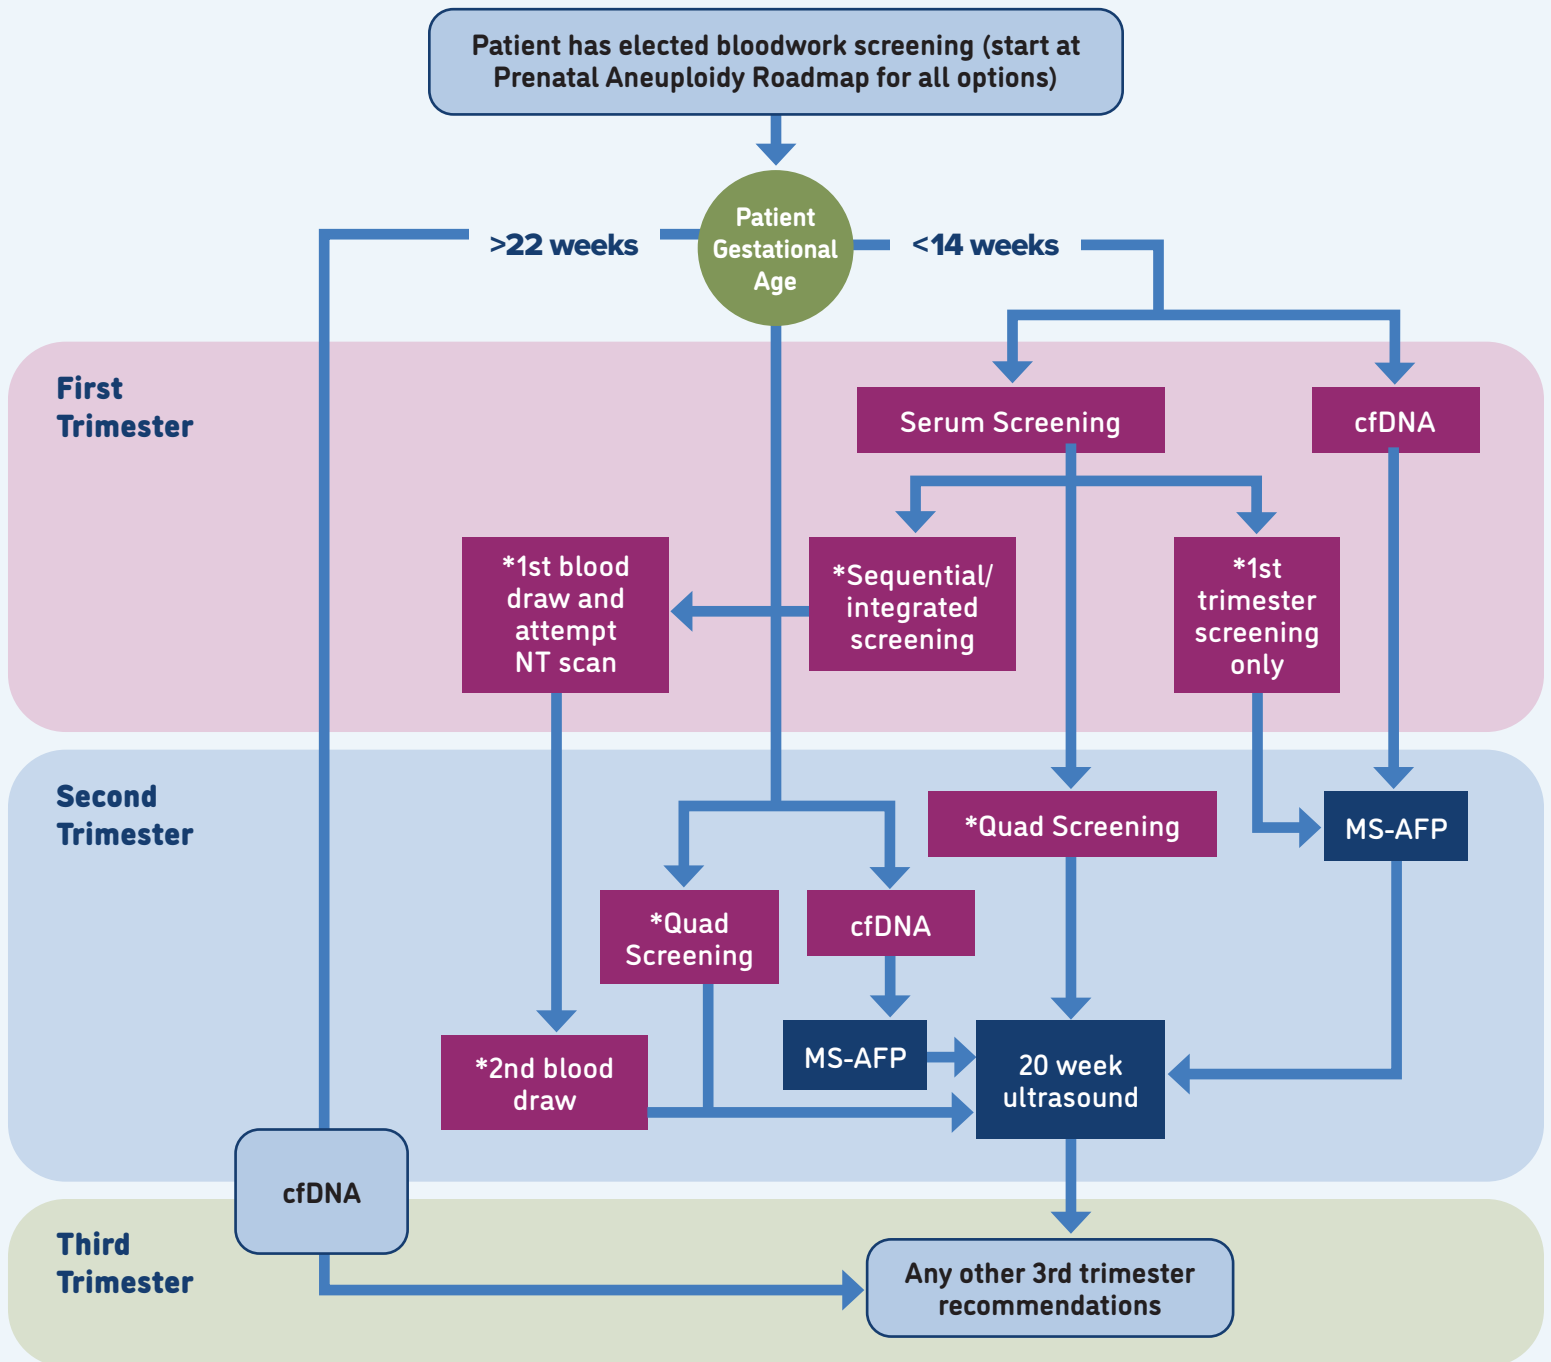 Patient has elected bloodwork screening (start at
Prenatal Aneuploidy Roadmap for all options)
Patient
Gestational
Age
>22 weeks
<14 weeks
First
Trimester
Serum Screening
cfDNA
*1st blood
draw and
attempt
NT scan
*Sequential/
integrated
screening
*1st
trimester
screening
only
Second
Trimester
*Quad Screening
MS-AFP
*Quad
Screening
cfDNA
*2nd blood
draw
MS-AFP
20 week
ultrasound
cfDNA
Third
Trimester
Any other 3rd trimester
recommendations